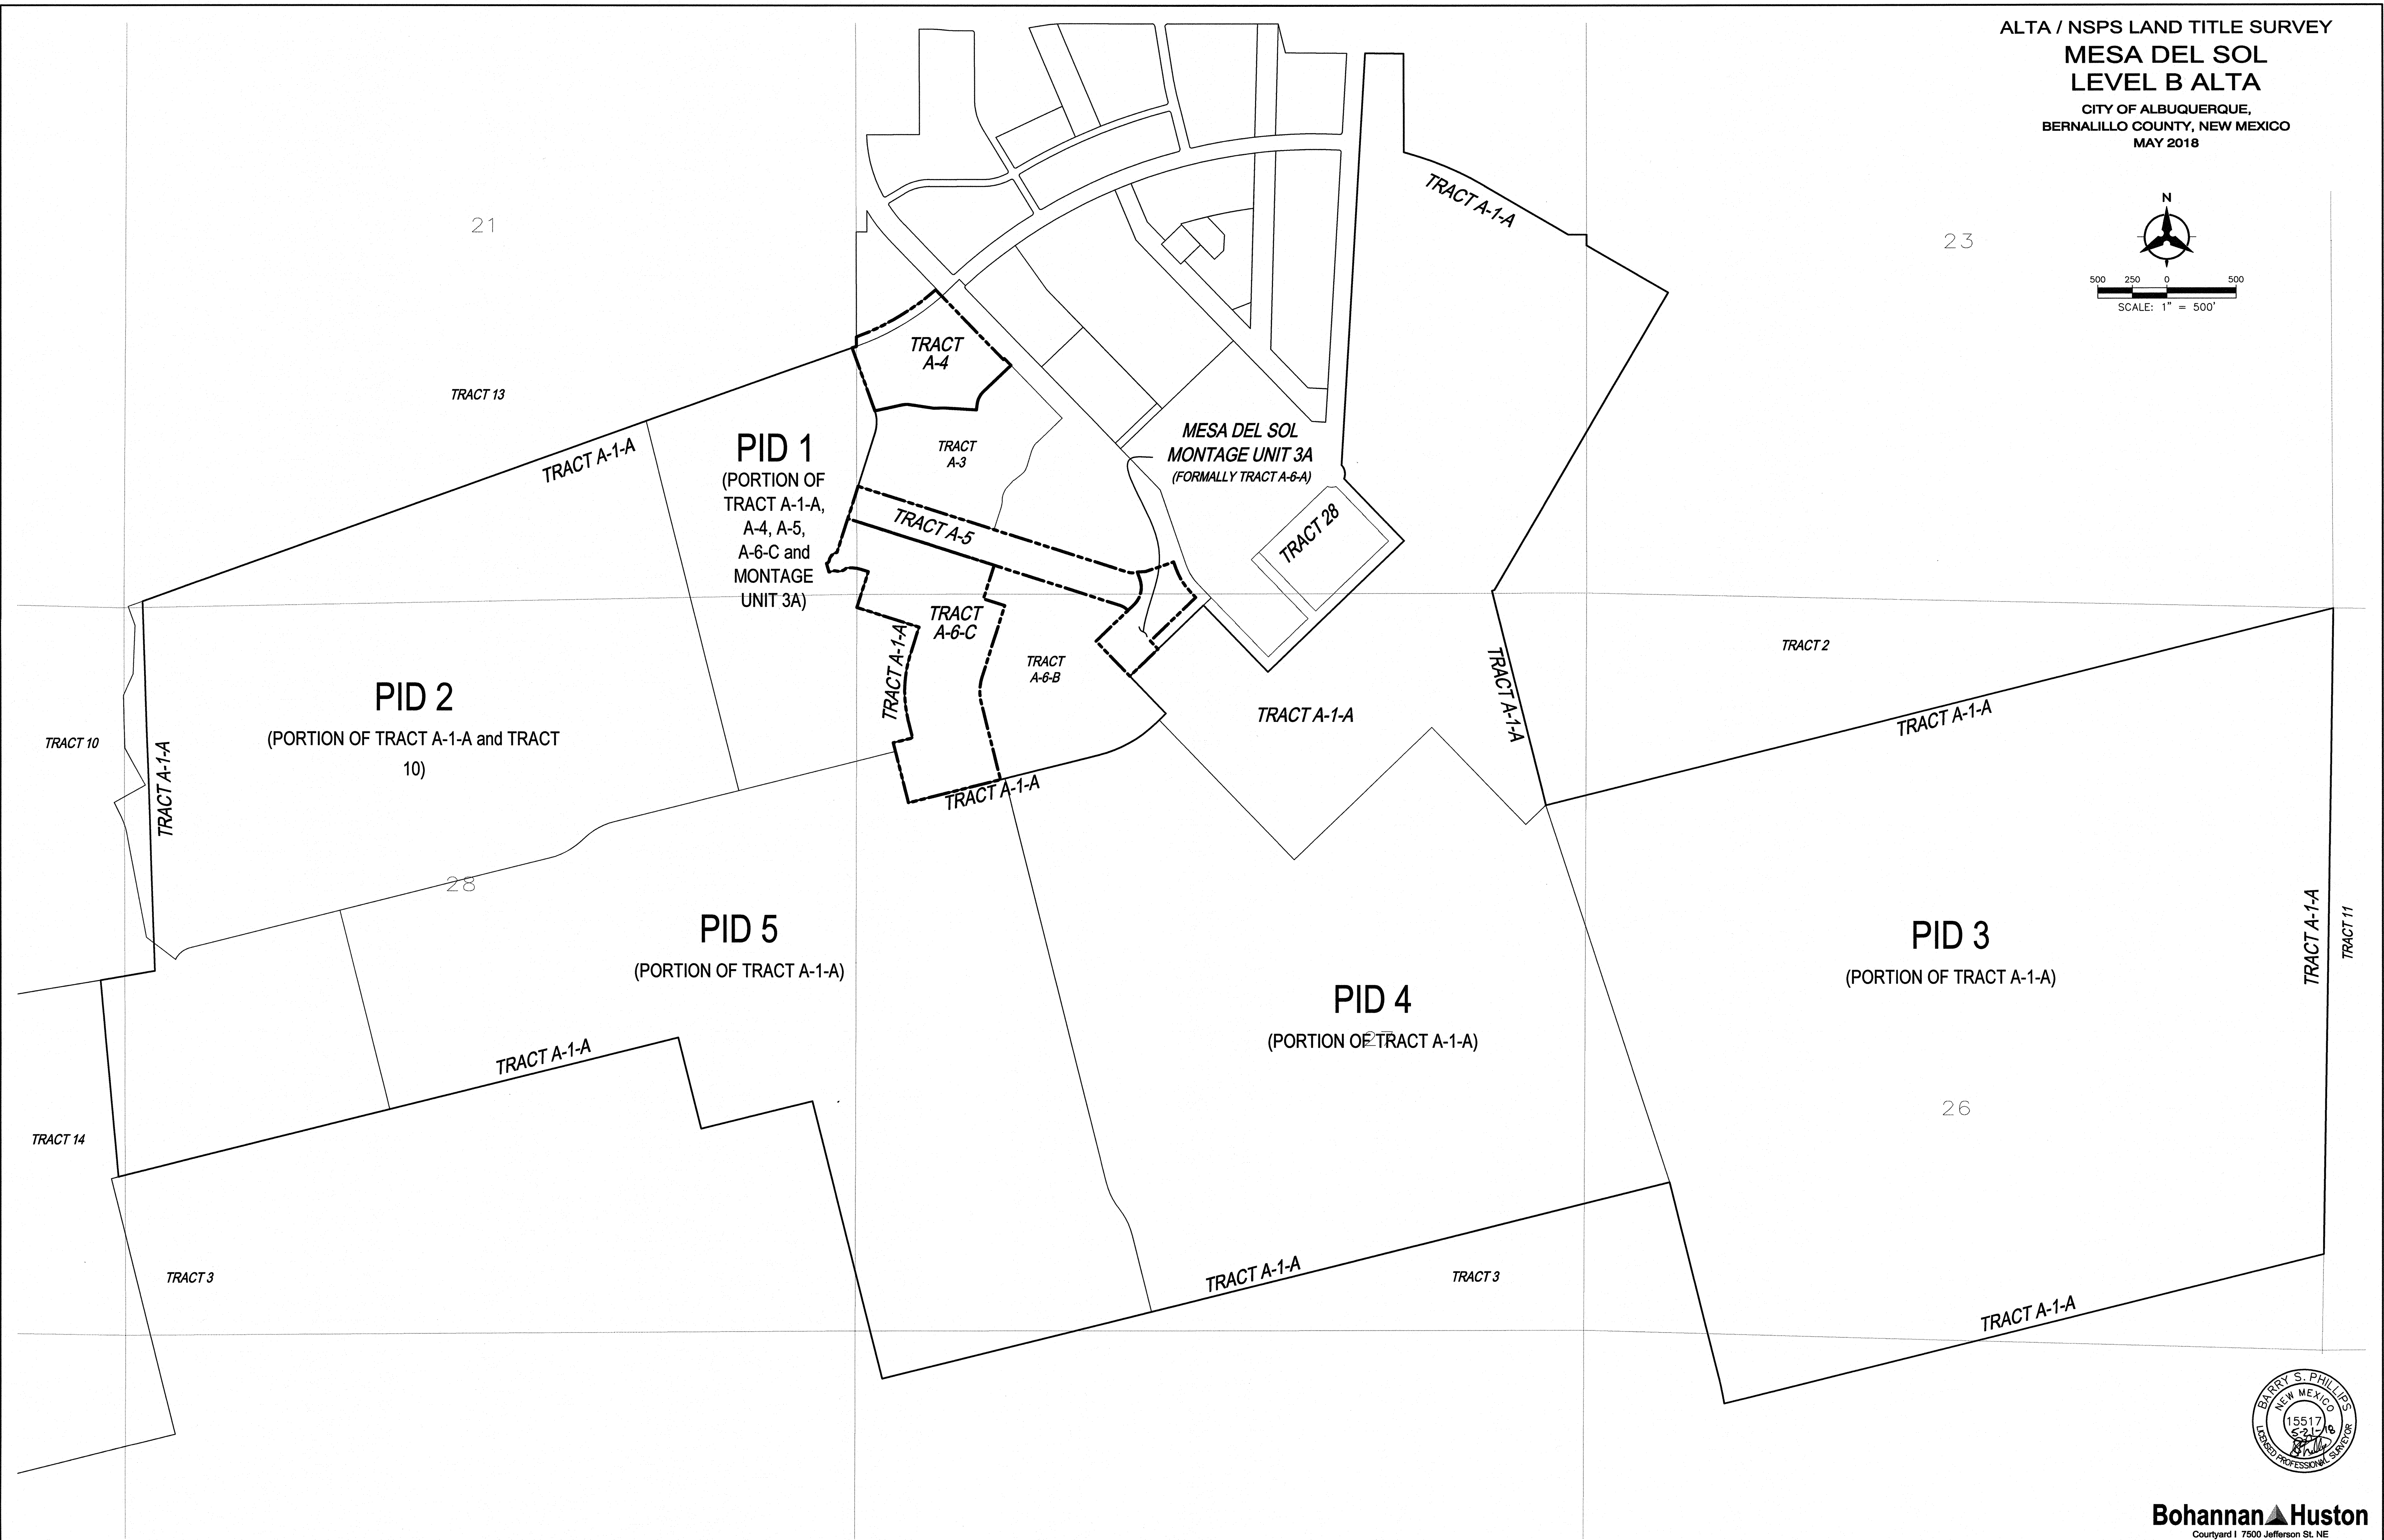 ALTA / NSPS LAND TITLE SURVEY
MESA DEL SOL
LEVEL B ALTA
CITY OF ALBUQUERQUE,
BERNALILLO COUNTY, NEW MEXICO
MAY 2018
N
500 250 0 500
SCALE: 1" = 500'
21
23
TRACT A-1-A
TRACT 13
TRACT A-1-A
TRACT
A-4
PID 1
(PORTION OF
TRACT A-1-A,
A-4, A-5,
A-6-C and
MONTAGE
UNIT 3A)
TRACT
A-3
MESA DEL SOL
MONTAGE UNIT 3A
(FORMALLY TRACT A-6-A)
TRACT 28
TRACT A-5
TRACT
A-6-C
TRACT A-1-A
TRACT
A-6-B
TRACT A-1-A
TRACT A-1-A
TRACT 2
TRACT A-1-A
TRACT 10
TRACT A-1-A
PID 2
(PORTION OF TRACT A-1-A and TRACT
10)
TRACT A-1-A
28
PID 5
(PORTION OF TRACT A-1-A)
PID 4
(PORTION OF TRACT A-1-A)
27
PID 3
(PORTION OF TRACT A-1-A)
TRACT A-1-A
TRACT 11
26
TRACT A-1-A
TRACT 14
TRACT 3
TRACT A-1-A
TRACT 3
TRACT A-1-A
BARRY S. PHILLIPS
NEW MEXICO
15517
5-21-18
LICENSED PROFESSIONAL SURVEYOR
Bohannan Huston
Courtyard I 7500 Jefferson St. NE